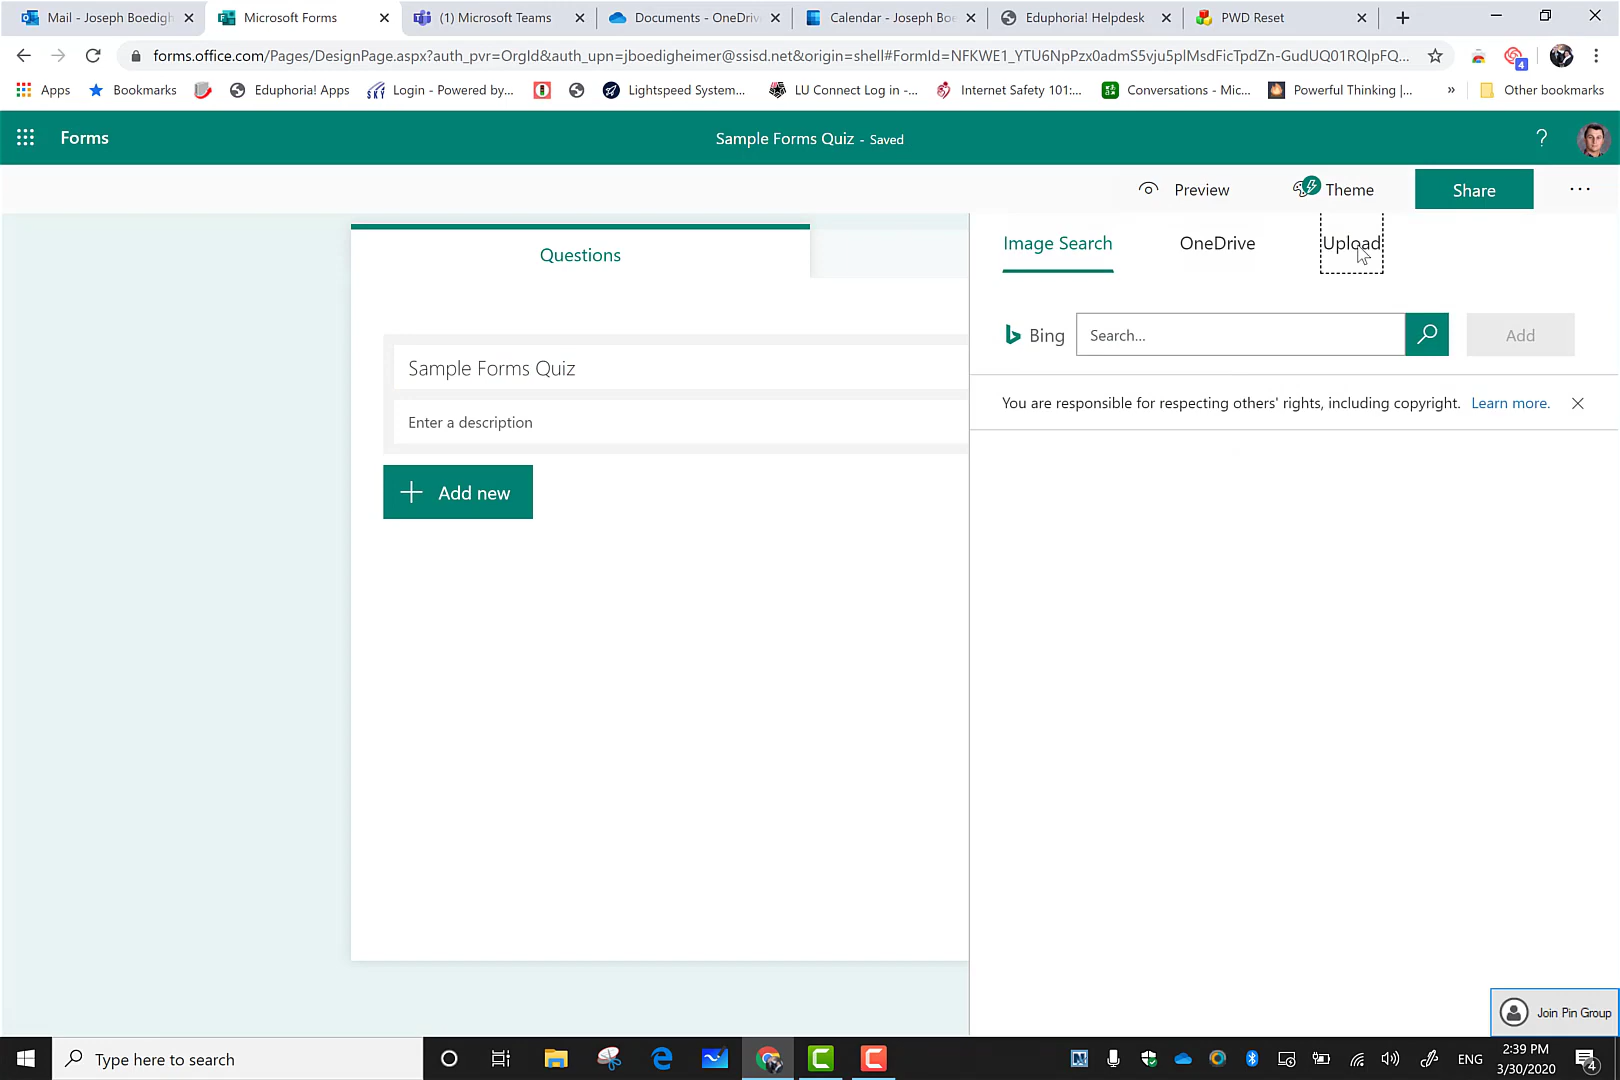 Mail - Joseph Boedigh
Microsoft Forms
(1) Microsoft Teams
Documents - OneDriv
Calendar - Joseph Boe
Eduphoria! Helpdesk
PWD Reset
forms.office.com/Pages/DesignPage.aspx?auth_pvr=OrgId&auth_upn=jboedigheimer@ssisd.net&origin=shell#FormId=NFKWE1_YTU6NpPzx0admS5vju5plMsdFicTpdZn-GudUQ01RQlpFQ...
4
Apps
Bookmarks
Eduphoria! Apps
SKY
Login - Powered by...
Lightspeed System...
LU Connect Log in -...
Internet Safety 101:...
Conversations - Mic...
Powerful Thinking |...
»
Other bookmarks
Forms
Sample Forms Quiz - Saved
?
Preview
Theme
Share
...
Questions
Image Search
OneDrive
Upload
Bing
Search...
Add
Sample Forms Quiz
You are responsible for respecting others' rights, including copyright. Learn more.
Enter a description
Add new
Join Pin Group
Type here to search
ENG
2:39 PM
3/30/2020
4